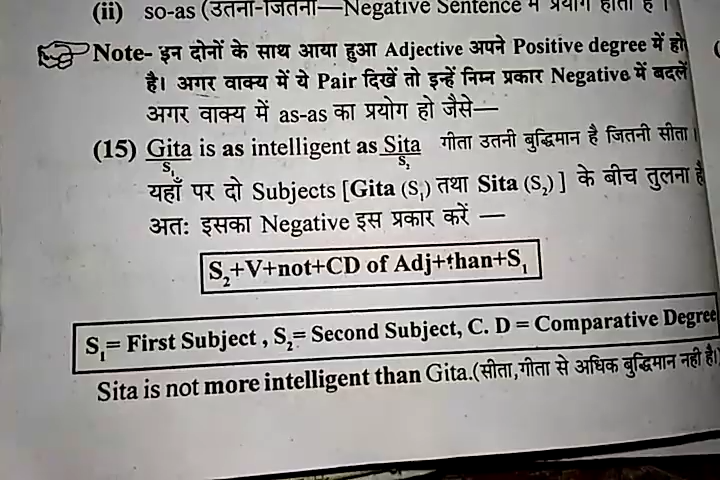 (ii) so-as (उतना-जितना—Negative Sentence में प्रयोग होता है।
Note- इन दोनों के साथ आया हुआ Adjective अपने Positive degree में हो
है। अगर वाक्य में ये Pair दिखें तो इन्हें निम्न प्रकार Negative में बदलें
अगर वाक्य में as-as का प्रयोग हो जैसे—
(15) Gita is as intelligent as Sita गीता उतनी बुद्धिमान है जितनी सीता।
S₁ S₂
यहाँ पर दो Subjects [Gita (S₁) तथा Sita (S₂)] के बीच तुलना है
अतः इसका Negative इस प्रकार करें —
S₂+V+not+CD of Adj+than+S₁
S₁= First Subject , S₂= Second Subject, C. D = Comparative Degree
Sita is not more intelligent than Gita.(सीता,गीता से अधिक बुद्धिमान नही है।)